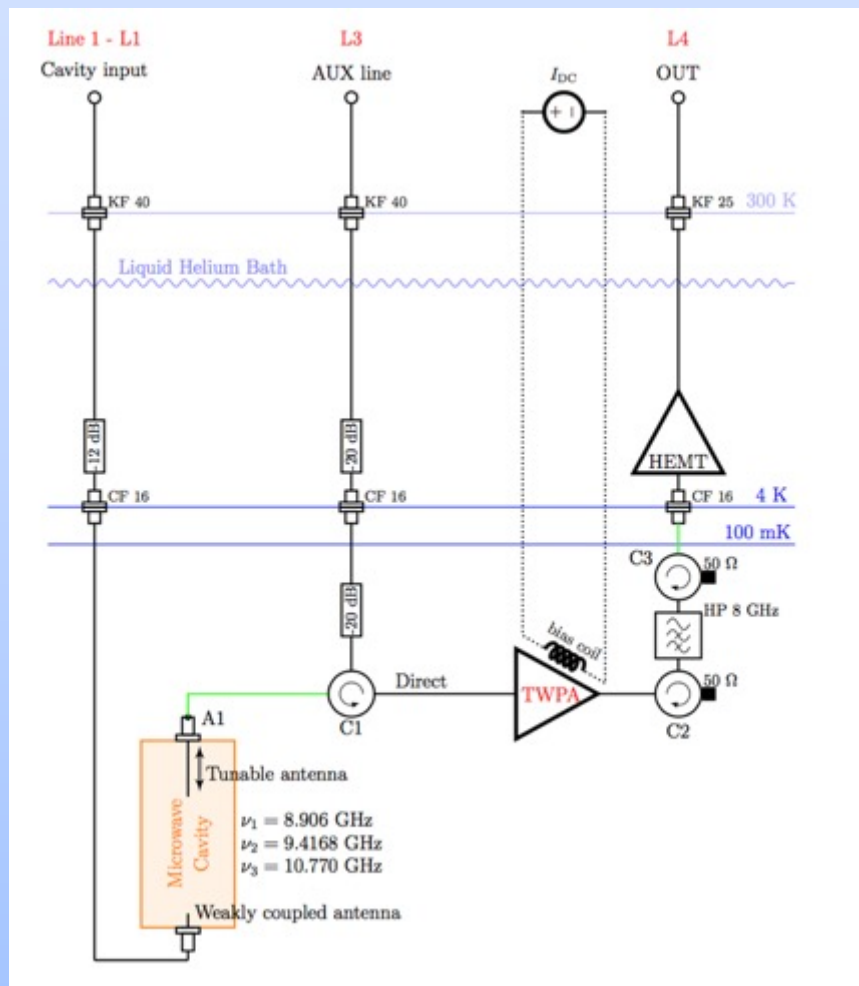 Line 1 - L1
L3
L4
Cavity input
AUX line
I_DC
OUT
+ -
KF 40
KF 40
KF 25
300 K
Liquid Helium Bath
-12 dB
-20 dB
HEMT
CF 16
CF 16
CF 16
4 K
100 mK
C3
50 Ω
-20 dB
HP 8 GHz
bias coil
Direct
TWPA
50 Ω
A1
C1
C2
Tunable antenna
Microwave
Cavity
ν₁ = 8.906 GHz
ν₂ = 9.4168 GHz
ν₃ = 10.770 GHz
Weakly coupled antenna